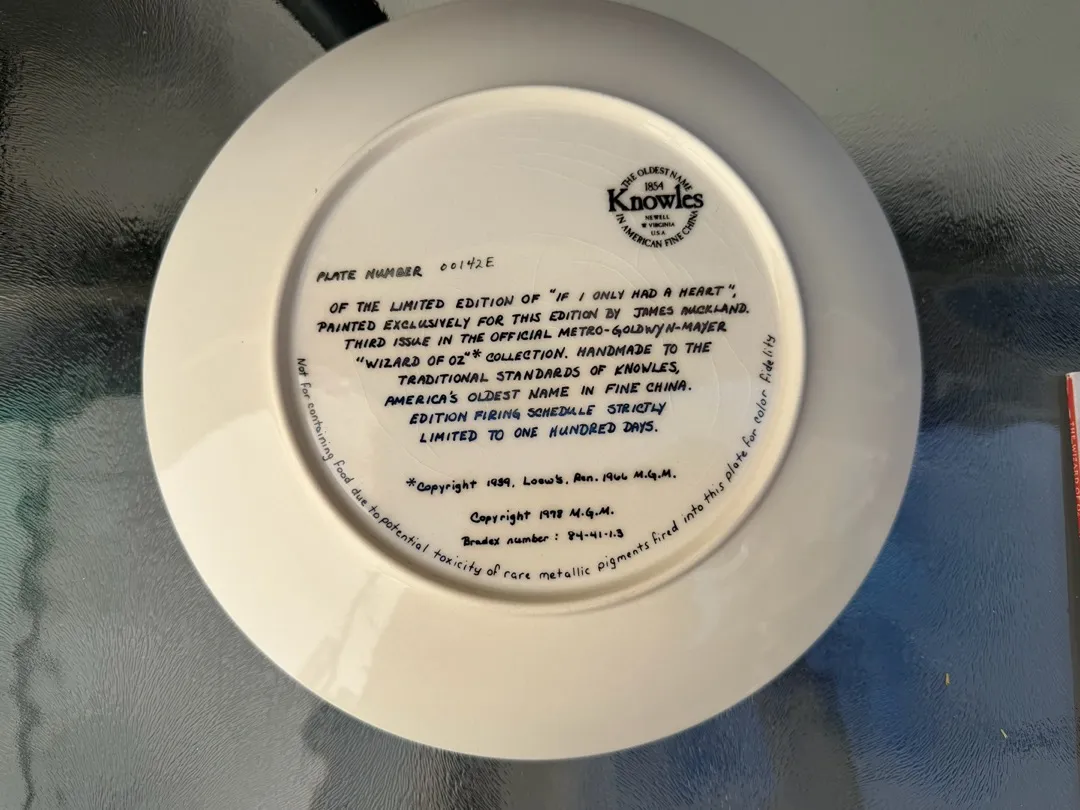 THE OLDEST NAME
1854
Knowles
NEWELL
W VIRGINIA
U.S.A
IN AMERICAN FINE CHINA
PLATE NUMBER 00142E
OF THE LIMITED EDITION OF "IF I ONLY HAD A HEART",
PAINTED EXCLUSIVELY FOR THIS EDITION BY JAMES AUCKLAND.
THIRD ISSUE IN THE OFFICIAL METRO-GOLDWYN-MAYER
"WIZARD OF OZ"* COLLECTION. HANDMADE TO THE
TRADITIONAL STANDARDS OF KNOWLES,
AMERICA'S OLDEST NAME IN FINE CHINA.
EDITION FIRING SCHEDULE STRICTLY
LIMITED TO ONE HUNDRED DAYS.
*Copyright 1939, Loew's, Ren. 1966 M.G.M.
Copyright 1978 M.G.M.
Bradex number: 84-41-1.3
Not for containing food due to potential toxicity of rare metallic pigments fired into this plate for color fidelity
THE WIZARD